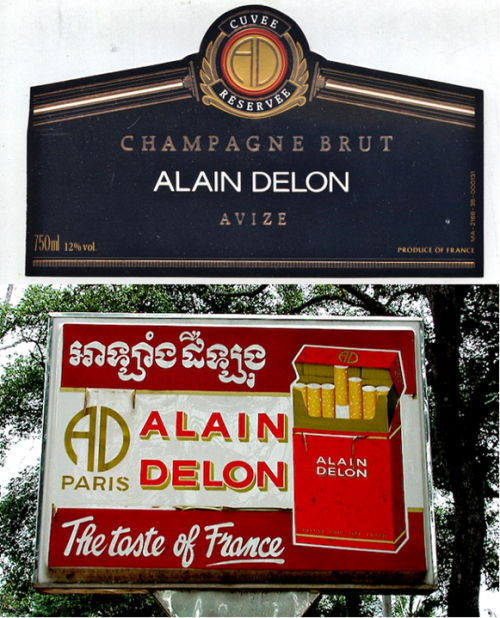 CUVEE
AD
RESERVÉE
CHAMPAGNE BRUT
ALAIN DELON
AVIZE
750ml 12% vol.
PRODUCE OF FRANCE
អាឡាំងដឺឡុង
AD
PARIS
ALAIN
DELON
The taste of France
AD
ALAIN
DELON